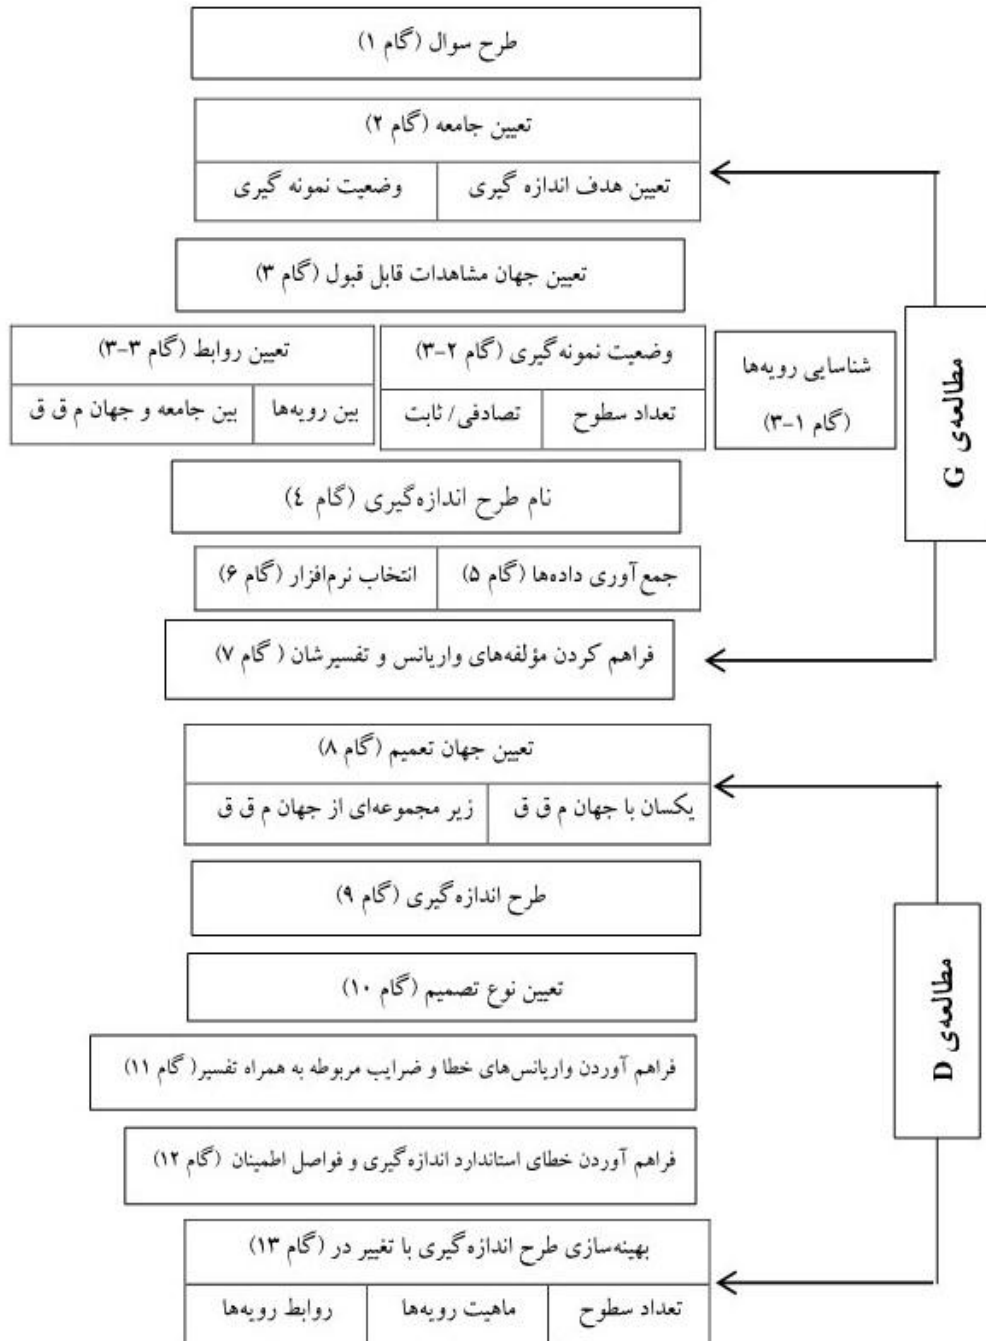 طرح سوال (گام ۱)
تعیین جامعه (گام ۲)
تعیین هدف اندازه گیری
وضعیت نمونه گیری
تعیین جهان مشاهدات قابل قبول (گام ۳)
شناسایی رویه‌ها
(گام ۱-۳)
وضعیت نمونه‌گیری (گام ۲-۳)
تعداد سطوح
تصادفی/ ثابت
تعیین روابط (گام ۳-۳)
بین رویه‌ها
بین جامعه و جهان م ق ق
نام طرح اندازه‌گیری (گام ٤)
جمع‌آوری داده‌ها (گام ۵)
انتخاب نرم‌افزار (گام ۶)
فراهم کردن مؤلفه‌های واریانس و تفسیرشان ( گام ۷)
مطالعه‌ی G
تعیین جهان تعمیم (گام ۸)
یکسان با جهان م ق ق
زیر مجموعه‌ای از جهان م ق ق
طرح اندازه‌گیری (گام ۹)
تعیین نوع تصمیم (گام ۱۰)
فراهم آوردن واریانس‌های خطا و ضرایب مربوطه به همراه تفسیر( گام ۱۱)
فراهم آوردن خطای استاندارد اندازه‌گیری و فواصل اطمینان (گام ۱۲)
بهینه‌سازی طرح اندازه‌گیری با تغییر در (گام ۱۳)
تعداد سطوح
ماهیت رویه‌ها
روابط رویه‌ها
مطالعه‌ی D